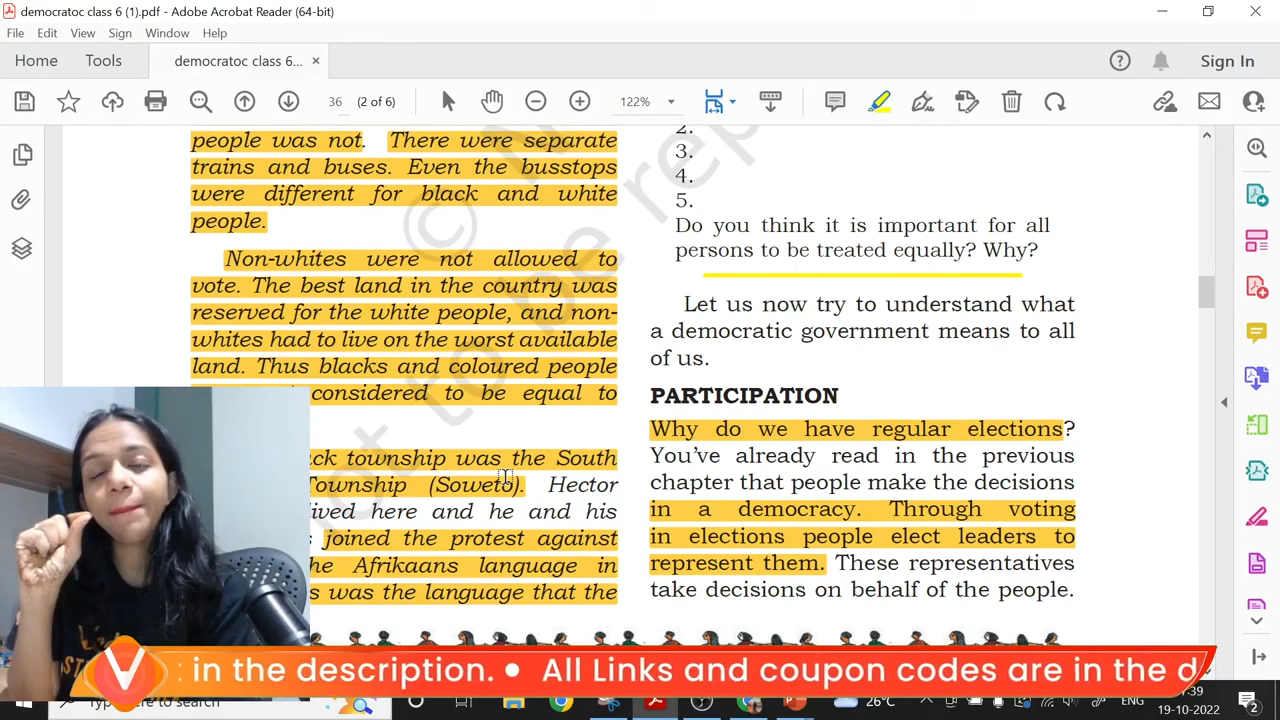 democratoc class 6 (1).pdf - Adobe Acrobat Reader (64-bit)
File Edit View Sign Window Help
Home Tools democratoc class 6... × Sign In
36 (2 of 6) 122%
people was not. There were separate
trains and buses. Even the busstops
were different for black and white
people.
Non-whites were not allowed to
vote. The best land in the country was
reserved for the white people, and non-
whites had to live on the worst available
land. Thus blacks and coloured people
considered to be equal to
township was the South
Township (Soweto). Hector
lived here and he and his
joined the protest against
Afrikaans language in
was the language that the
2.
3.
4.
5.
Do you think it is important for all
persons to be treated equally? Why?
Let us now try to understand what
a democratic government means to all
of us.
PARTICIPATION
Why do we have regular elections?
You've already read in the previous
chapter that people make the decisions
in a democracy. Through voting
in elections people elect leaders to
represent them. These representatives
take decisions on behalf of the people.
© not to be rep
V in the description. • All Links and coupon codes are in the d
search 26°C ENG :39
19-10-2022 2